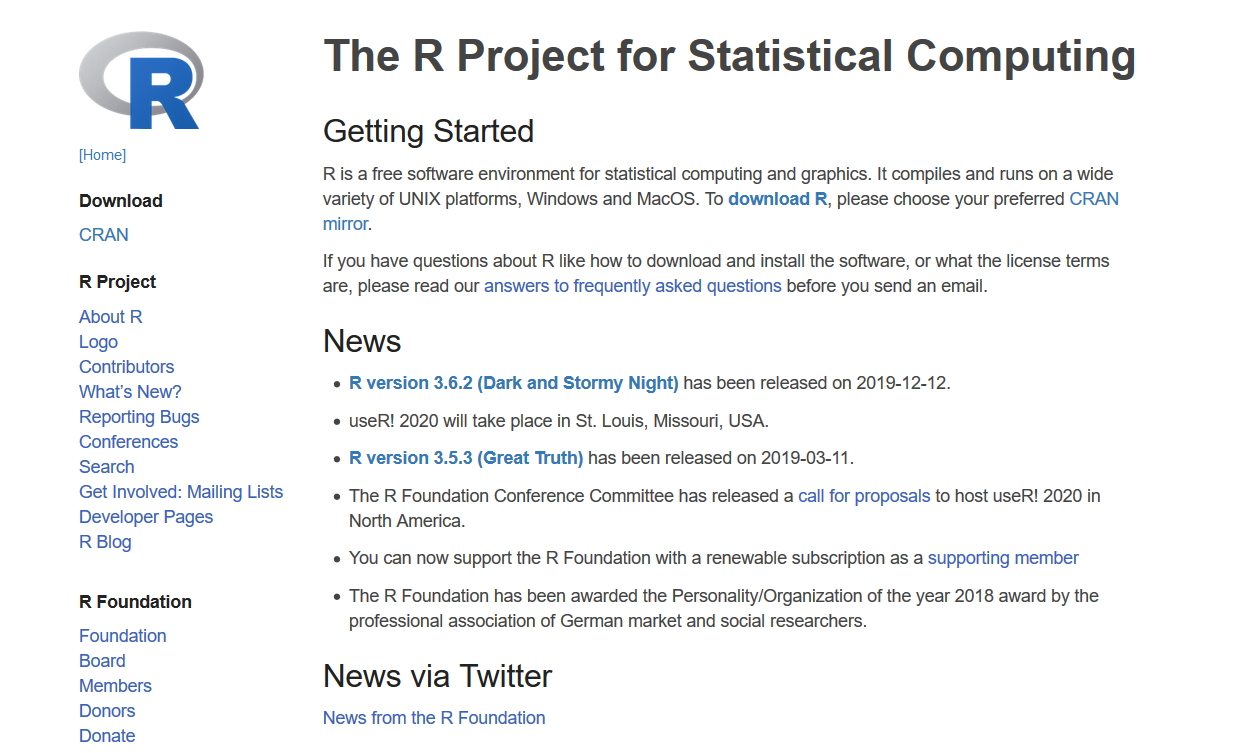 R
[Home]
Download
CRAN
R Project
About R
Logo
Contributors
What's New?
Reporting Bugs
Conferences
Search
Get Involved: Mailing Lists
Developer Pages
R Blog
R Foundation
Foundation
Board
Members
Donors
Donate
The R Project for Statistical Computing
Getting Started
R is a free software environment for statistical computing and graphics. It compiles and runs on a wide
variety of UNIX platforms, Windows and MacOS. To download R, please choose your preferred CRAN
mirror.
If you have questions about R like how to download and install the software, or what the license terms
are, please read our answers to frequently asked questions before you send an email.
News
• R version 3.6.2 (Dark and Stormy Night) has been released on 2019-12-12.
• useR! 2020 will take place in St. Louis, Missouri, USA.
• R version 3.5.3 (Great Truth) has been released on 2019-03-11.
• The R Foundation Conference Committee has released a call for proposals to host useR! 2020 in
North America.
• You can now support the R Foundation with a renewable subscription as a supporting member
• The R Foundation has been awarded the Personality/Organization of the year 2018 award by the
professional association of German market and social researchers.
News via Twitter
News from the R Foundation